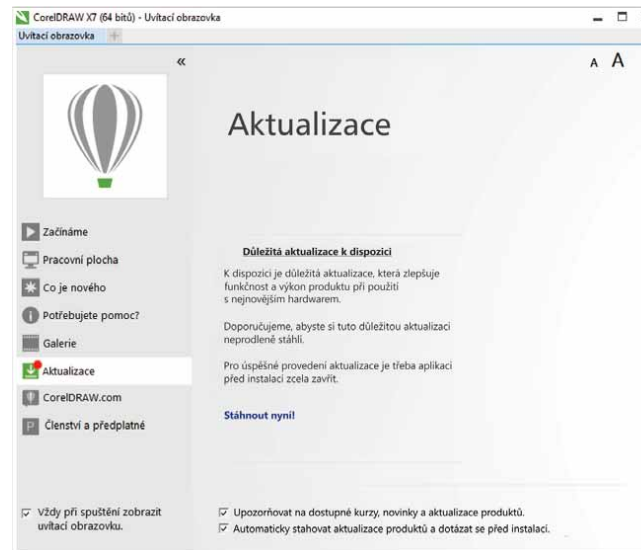 CorelDRAW X7 (64 bitů) - Uvítací obrazovka
Uvítací obrazovka +
«
A A
Aktualizace
Začínáme
Pracovní plocha
Co je nového
Potřebujete pomoc?
Galerie
Aktualizace
CorelDRAW.com
P Členství a předplatné
Důležitá aktualizace k dispozici
K dispozici je důležitá aktualizace, která zlepšuje
funkčnost a výkon produktu při použití
s nejnovějším hardwarem.
Doporučujeme, abyste si tuto důležitou aktualizaci
neprodleně stáhli.
Pro úspěšné provedení aktualizace je třeba aplikaci
před instalací zcela zavřít.
Stáhnout nyní!
Vždy při spuštění zobrazit
uvítací obrazovku.
Upozorňovat na dostupné kurzy, novinky a aktualizace produktů.
Automaticky stahovat aktualizace produktů a dotázat se před instalací.